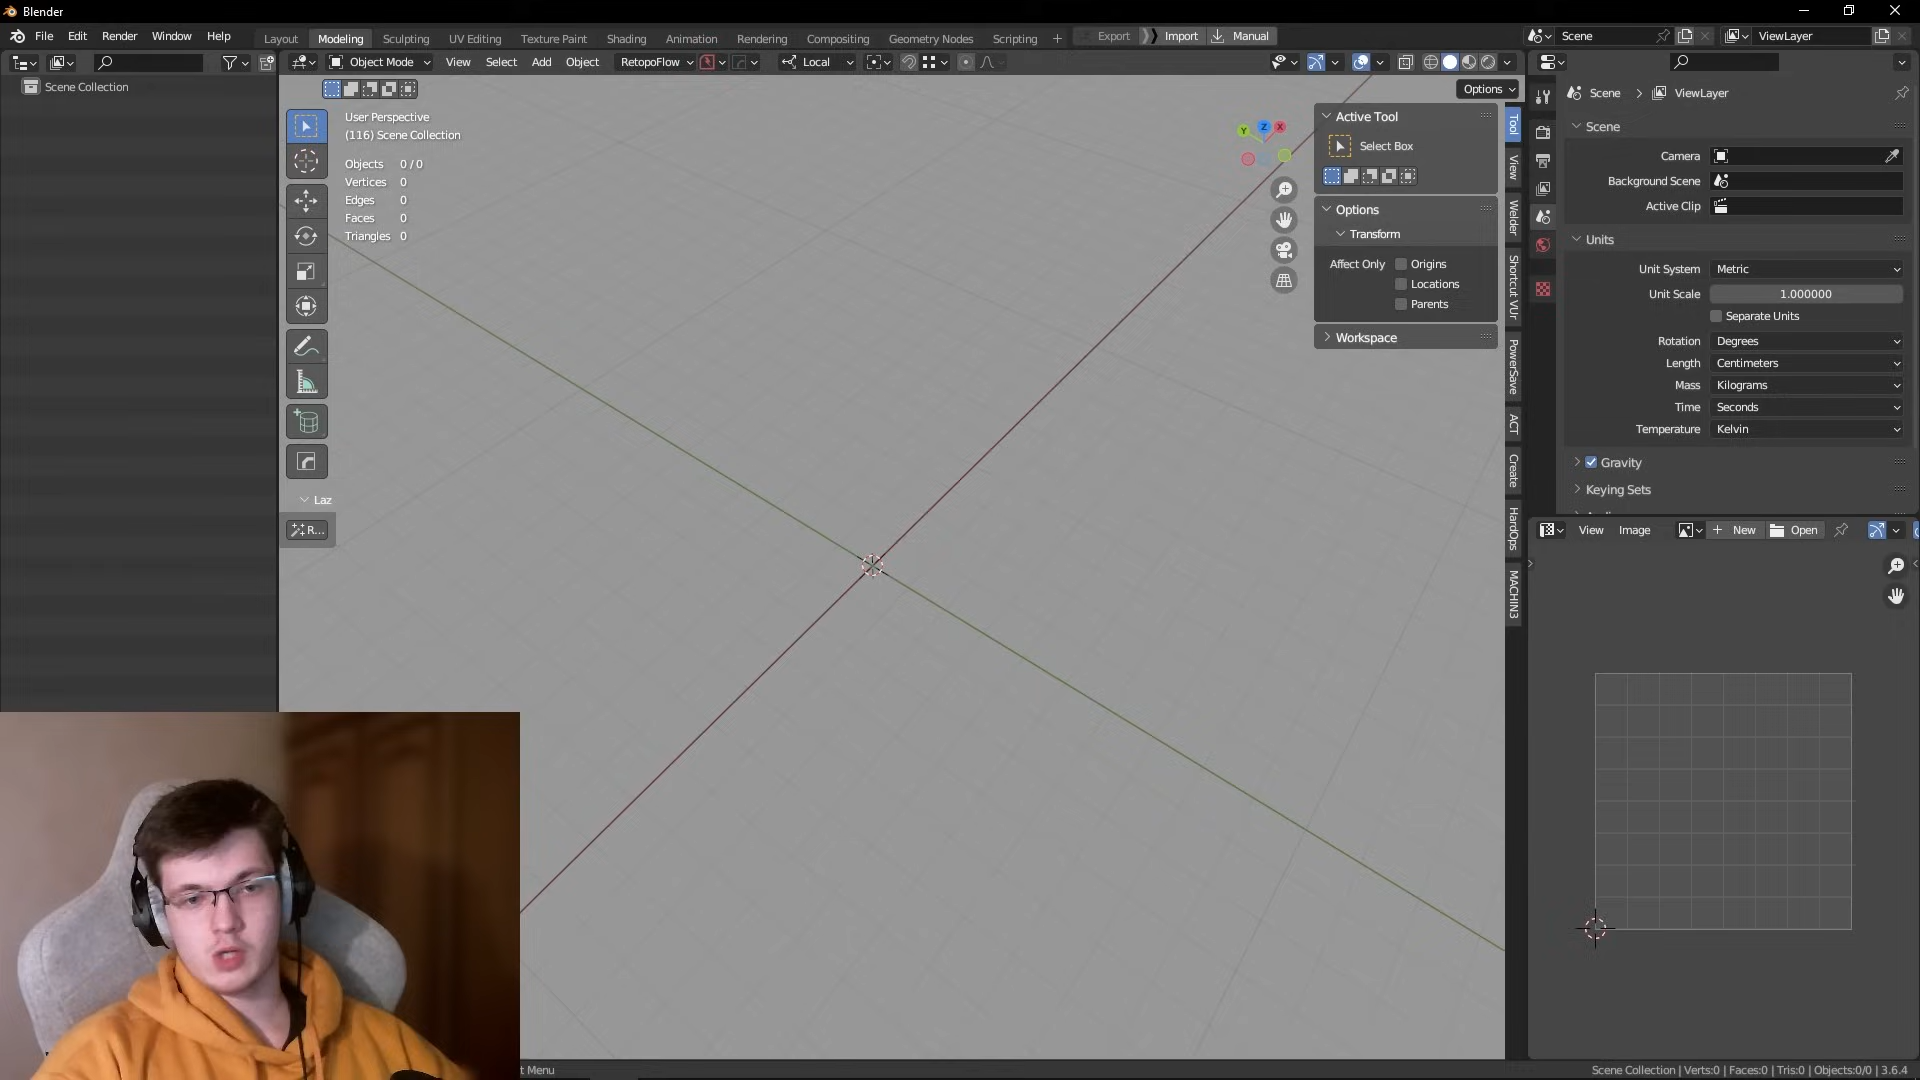 Blender
File Edit Render Window Help
Layout Modeling Sculpting UV Editing Texture Paint Shading Animation Rendering Compositing Geometry Nodes Scripting +
Export Import Manual
Scene
ViewLayer
Object Mode View Select Add Object RetopoFlow Local
Options
Scene Collection
User Perspective
(116) Scene Collection
Objects 0/0
Vertices 0
Edges 0
Faces 0
Triangles 0
Y Z X
Laz
R...
Active Tool
Select Box
Options
Transform
Affect Only Origins
Locations
Parents
Workspace
Tool
View
Welder
Shortcut VUr
PowerSave
ACT
Create
HardOps
MACHIN3
Scene > ViewLayer
Scene
Camera
Background Scene
Active Clip
Units
Unit System Metric
Unit Scale 1.000000
Separate Units
Rotation Degrees
Length Centimeters
Mass Kilograms
Time Seconds
Temperature Kelvin
Gravity
Keying Sets
View Image + New Open
t Menu
Scene Collection | Verts:0 | Faces:0 | Tris:0 | Objects:0/0 | 3.6.4